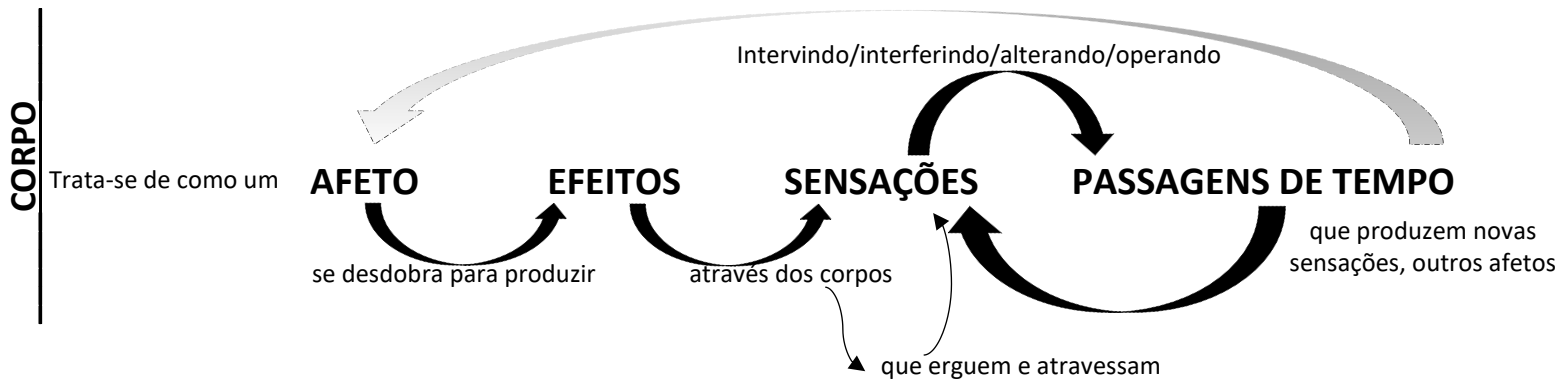 CORPO
Intervindo/interferindo/alterando/operando
Trata-se de como um AFETO EFEITOS SENSAÇÕES PASSAGENS DE TEMPO
se desdobra para produzir
através dos corpos
que produzem novas
sensações, outros afetos
que erguem e atravessam